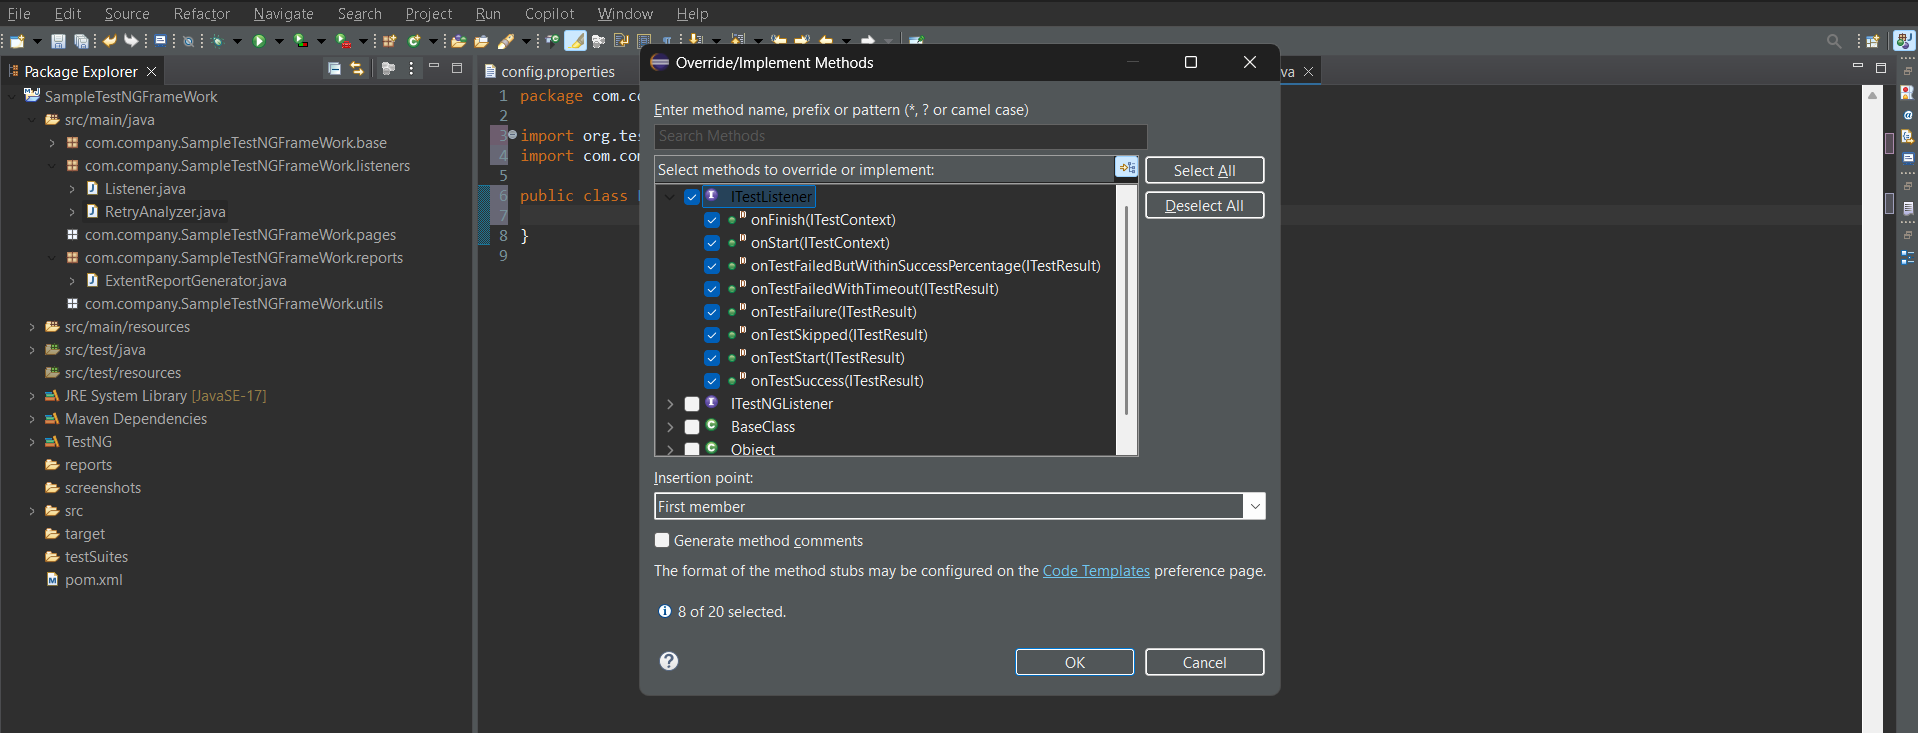 File Edit Source Refactor Navigate Search Project Run Copilot Window Help
Package Explorer
SampleTestNGFrameWork
src/main/java
com.company.SampleTestNGFrameWork.base
com.company.SampleTestNGFrameWork.listeners
Listener.java
RetryAnalyzer.java
com.company.SampleTestNGFrameWork.pages
com.company.SampleTestNGFrameWork.reports
ExtentReportGenerator.java
com.company.SampleTestNGFrameWork.utils
src/main/resources
src/test/java
src/test/resources
JRE System Library [JavaSE-17]
Maven Dependencies
TestNG
reports
screenshots
src
target
testSuites
pom.xml
config.properties
va
1 package com.co
2
3 import org.tes
4 import com.com
5
6 public class
7
8 }
9
Override/Implement Methods
Enter method name, prefix or pattern (*, ? or camel case)
Search Methods
Select methods to override or implement:
Select All
Deselect All
ITestListener
onFinish(ITestContext)
onStart(ITestContext)
onTestFailedButWithinSuccessPercentage(ITestResult)
onTestFailedWithTimeout(ITestResult)
onTestFailure(ITestResult)
onTestSkipped(ITestResult)
onTestStart(ITestResult)
onTestSuccess(ITestResult)
ITestNGListener
BaseClass
Object
Insertion point:
First member
Generate method comments
The format of the method stubs may be configured on the Code Templates preference page.
8 of 20 selected.
OK
Cancel